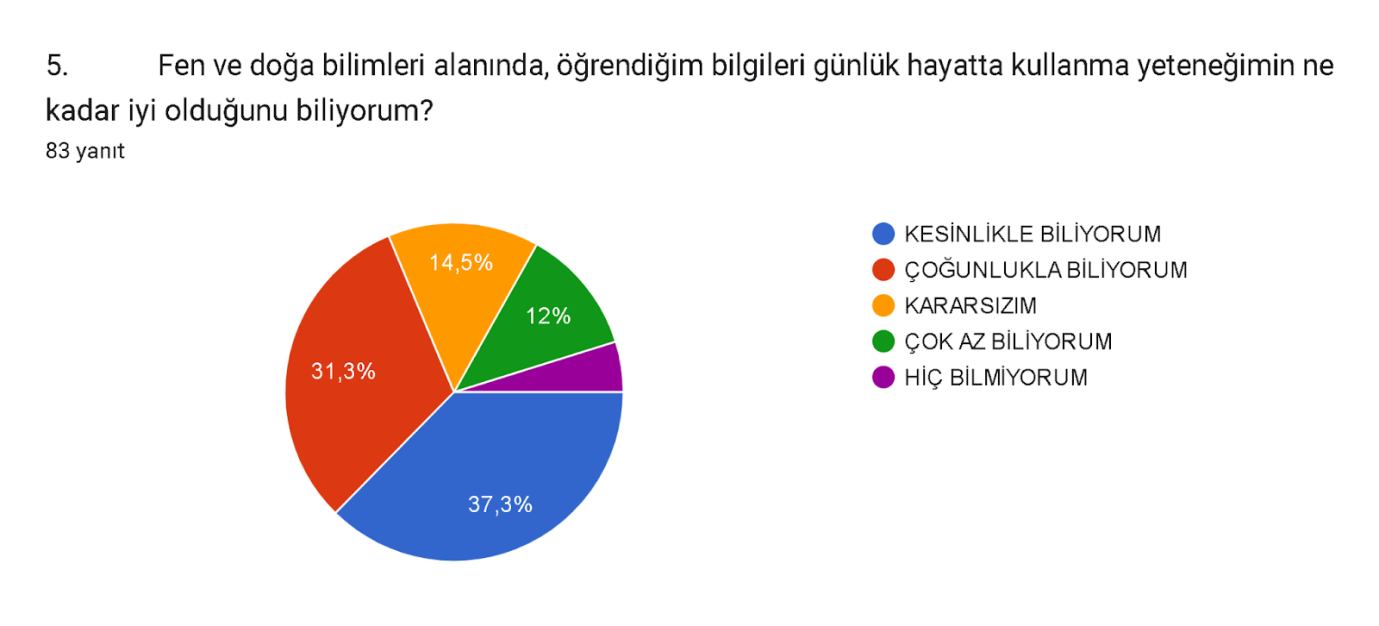 5. Fen ve doğa bilimleri alanında, öğrendiğim bilgileri günlük hayatta kullanma yeteneğimin ne
kadar iyi olduğunu biliyorum?
83 yanıt
KESİNLİKLE BİLİYORUM
ÇOĞUNLUKLA BİLİYORUM
KARARSIZIM
ÇOK AZ BİLİYORUM
HİÇ BİLMİYORUM
14,5%
12%
31,3%
37,3%